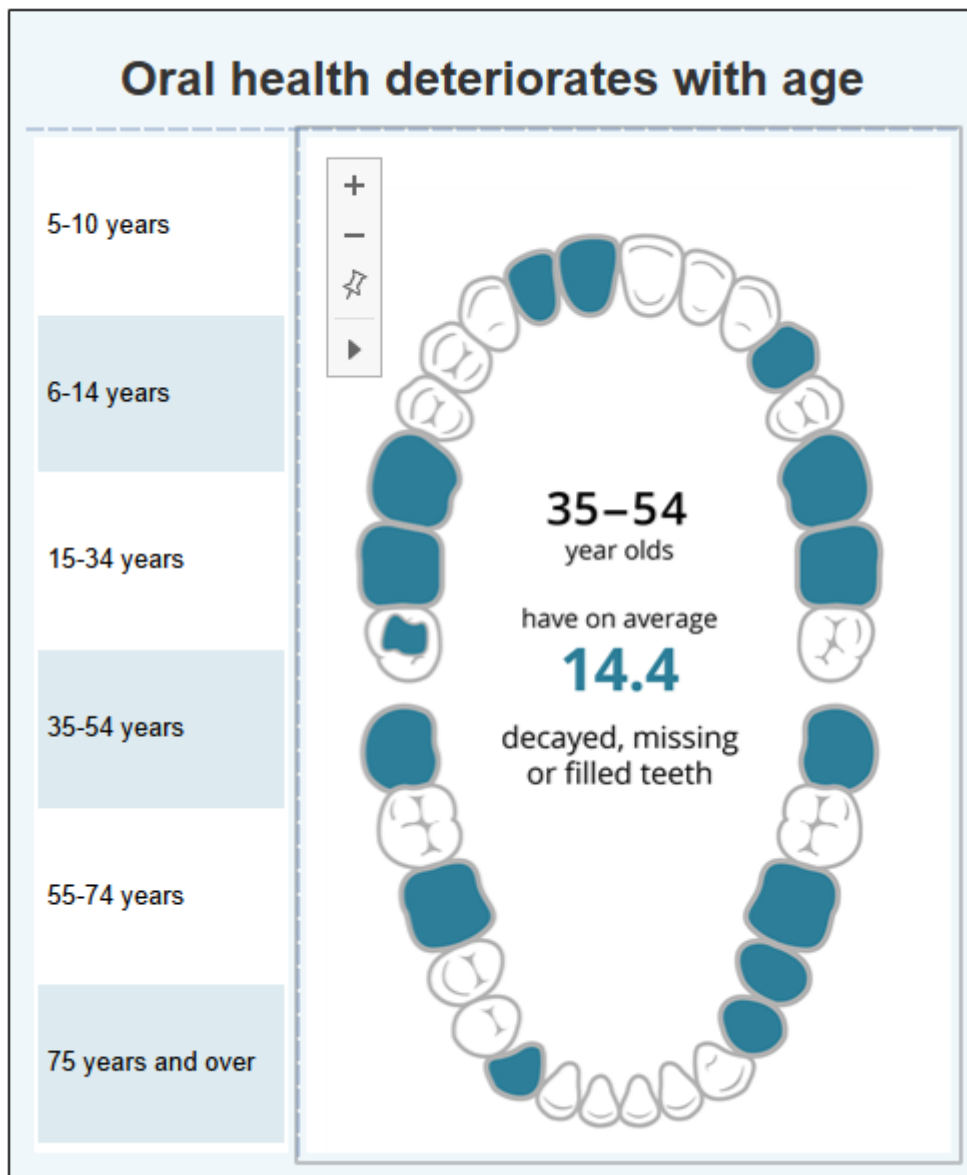 Oral health deteriorates with age
5-10 years
6-14 years
15-34 years
35-54 years
55-74 years
75 years and over
35–54
year olds
have on average
14.4
decayed, missing
or filled teeth